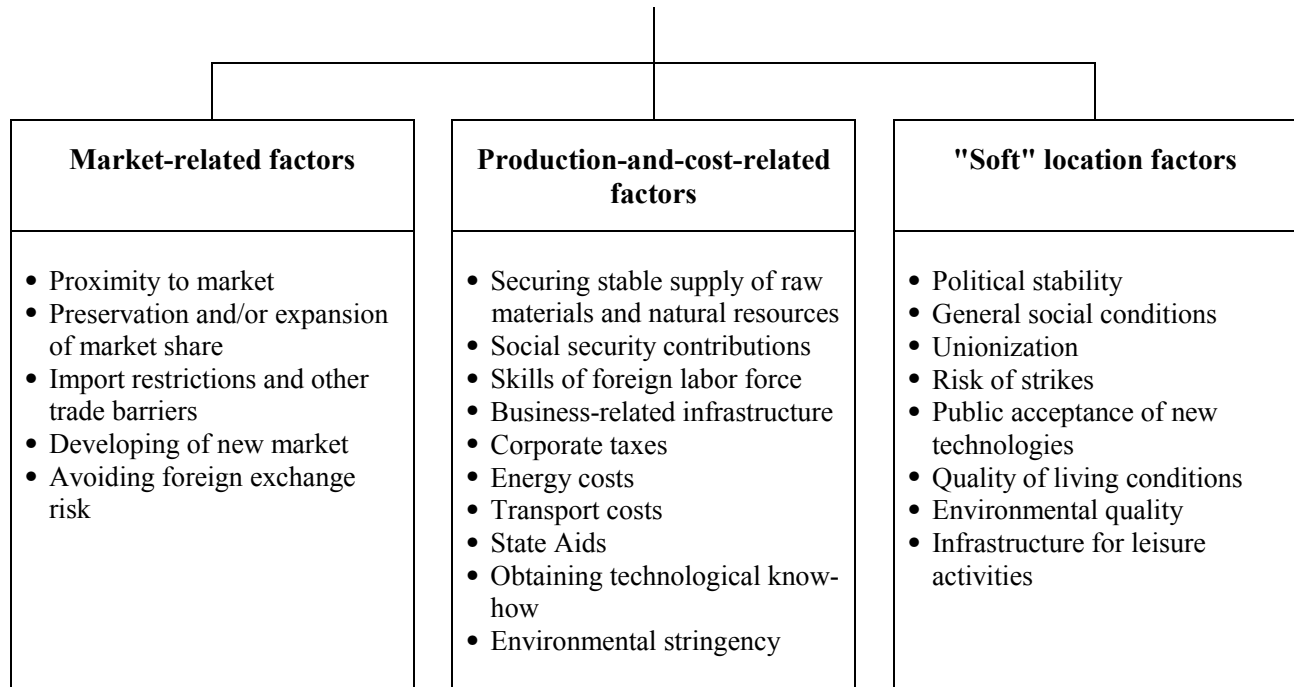 Market-related factors
• Proximity to market
• Preservation and/or expansion
of market share
• Import restrictions and other
trade barriers
• Developing of new market
• Avoiding foreign exchange
risk
Production-and-cost-related
factors
• Securing stable supply of raw
materials and natural resources
• Social security contributions
• Skills of foreign labor force
• Business-related infrastructure
• Corporate taxes
• Energy costs
• Transport costs
• State Aids
• Obtaining technological know-
how
• Environmental stringency
"Soft" location factors
• Political stability
• General social conditions
• Unionization
• Risk of strikes
• Public acceptance of new
technologies
• Quality of living conditions
• Environmental quality
• Infrastructure for leisure
activities